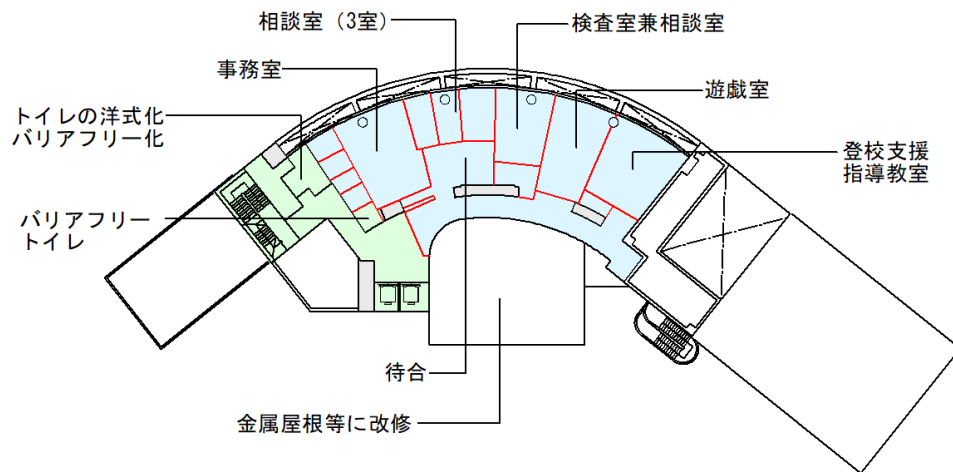 相談室（3室）
検査室兼相談室
事務室
遊戯室
トイレの洋式化
バリアフリー化
登校支援
指導教室
バリアフリー
トイレ
待合
金属屋根等に改修